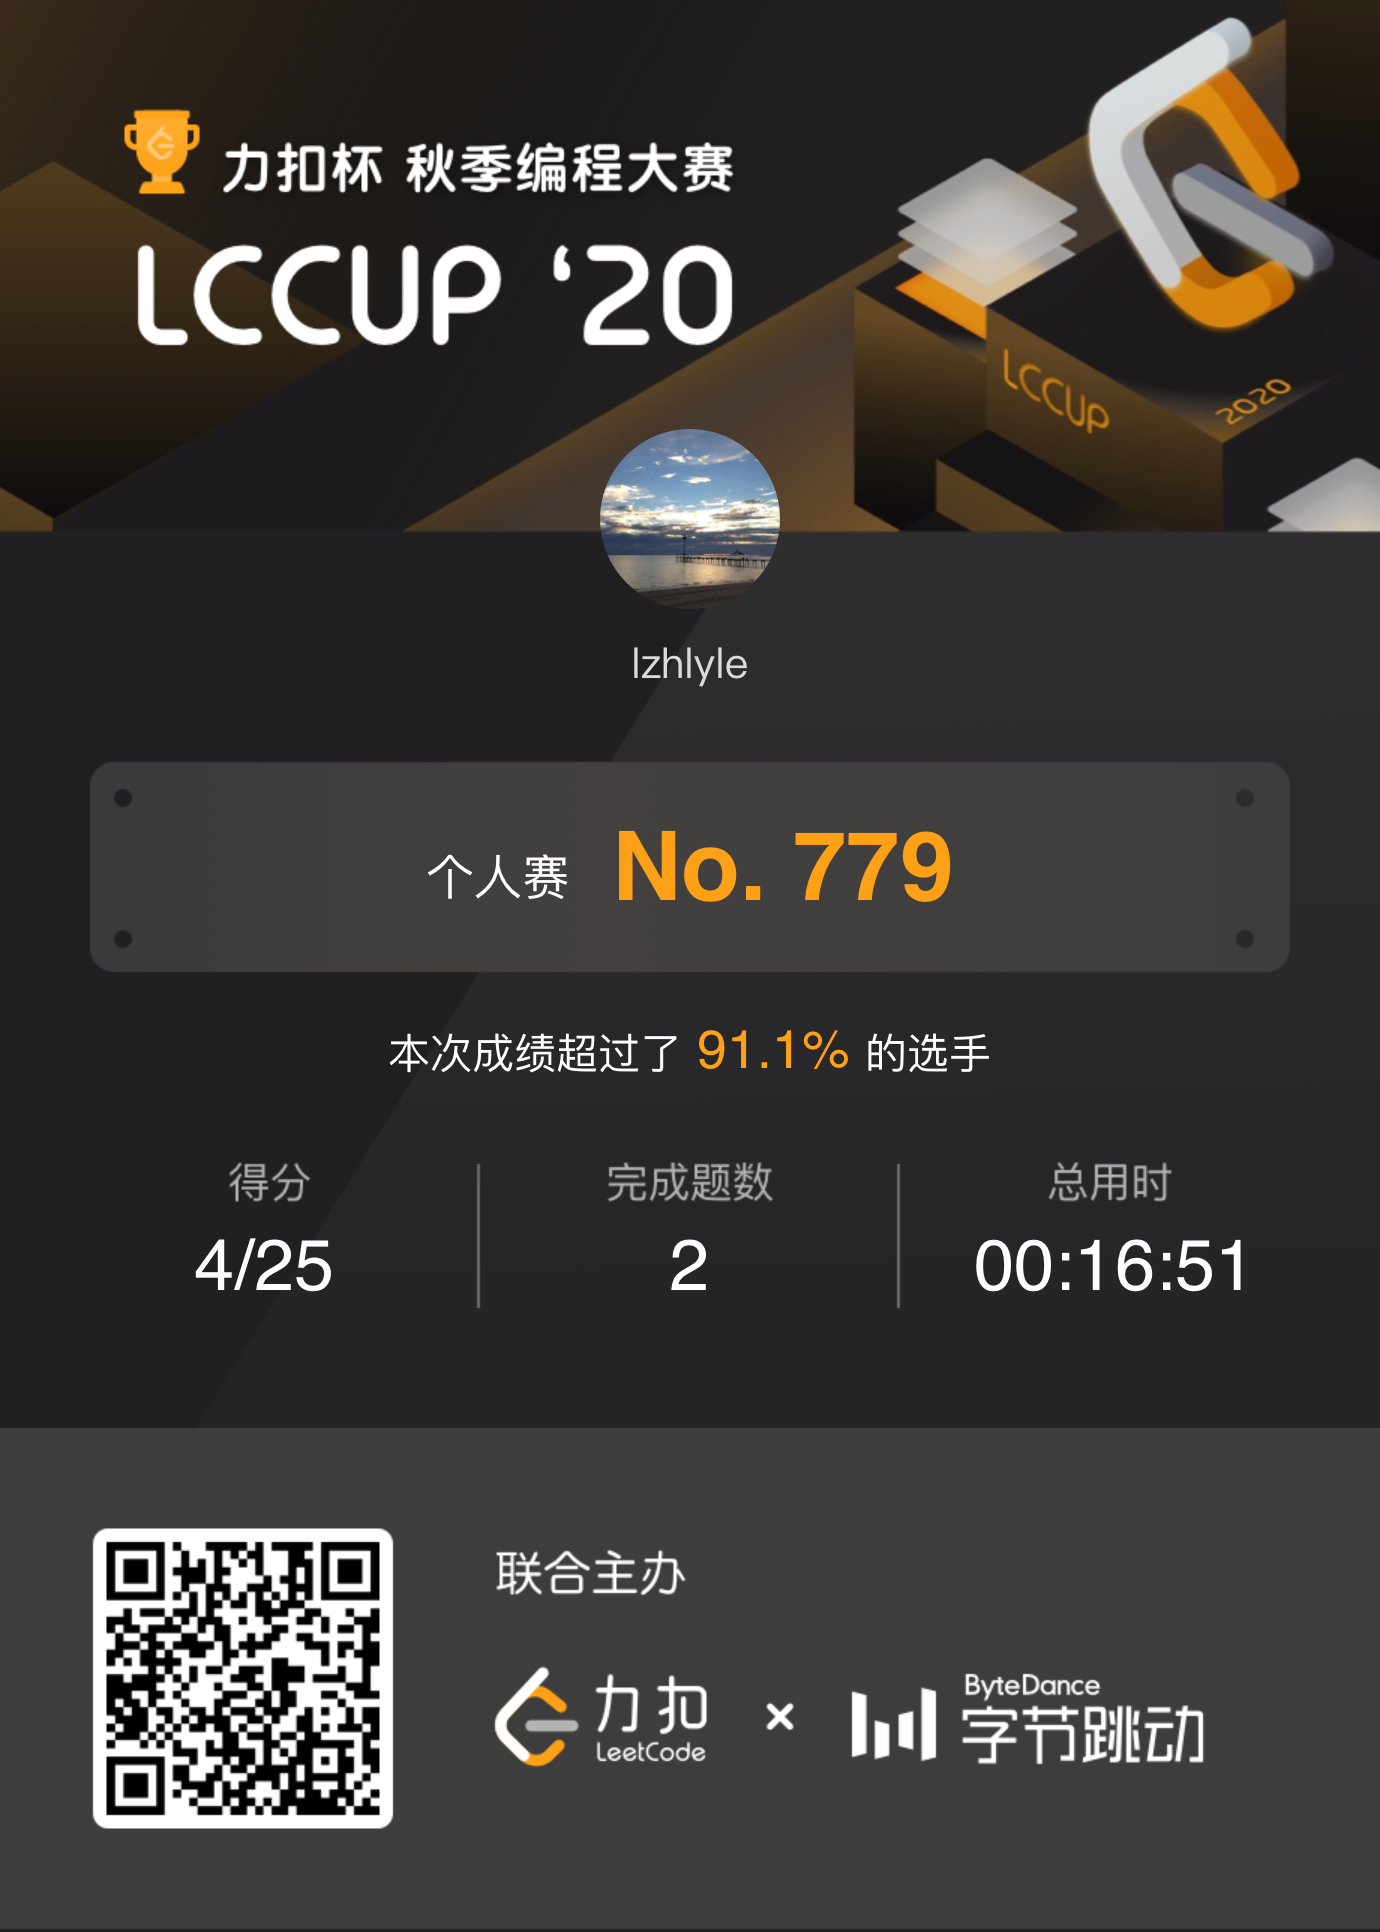 力扣杯 秋季编程大赛
LCCUP ‘20
LCCUP
2020
lzhlyle
个人赛 No. 779
本次成绩超过了 91.1% 的选手
得分 完成题数 总用时
4/25 2 00:16:51
联合主办
力扣
LeetCode
×
ByteDance
字节跳动